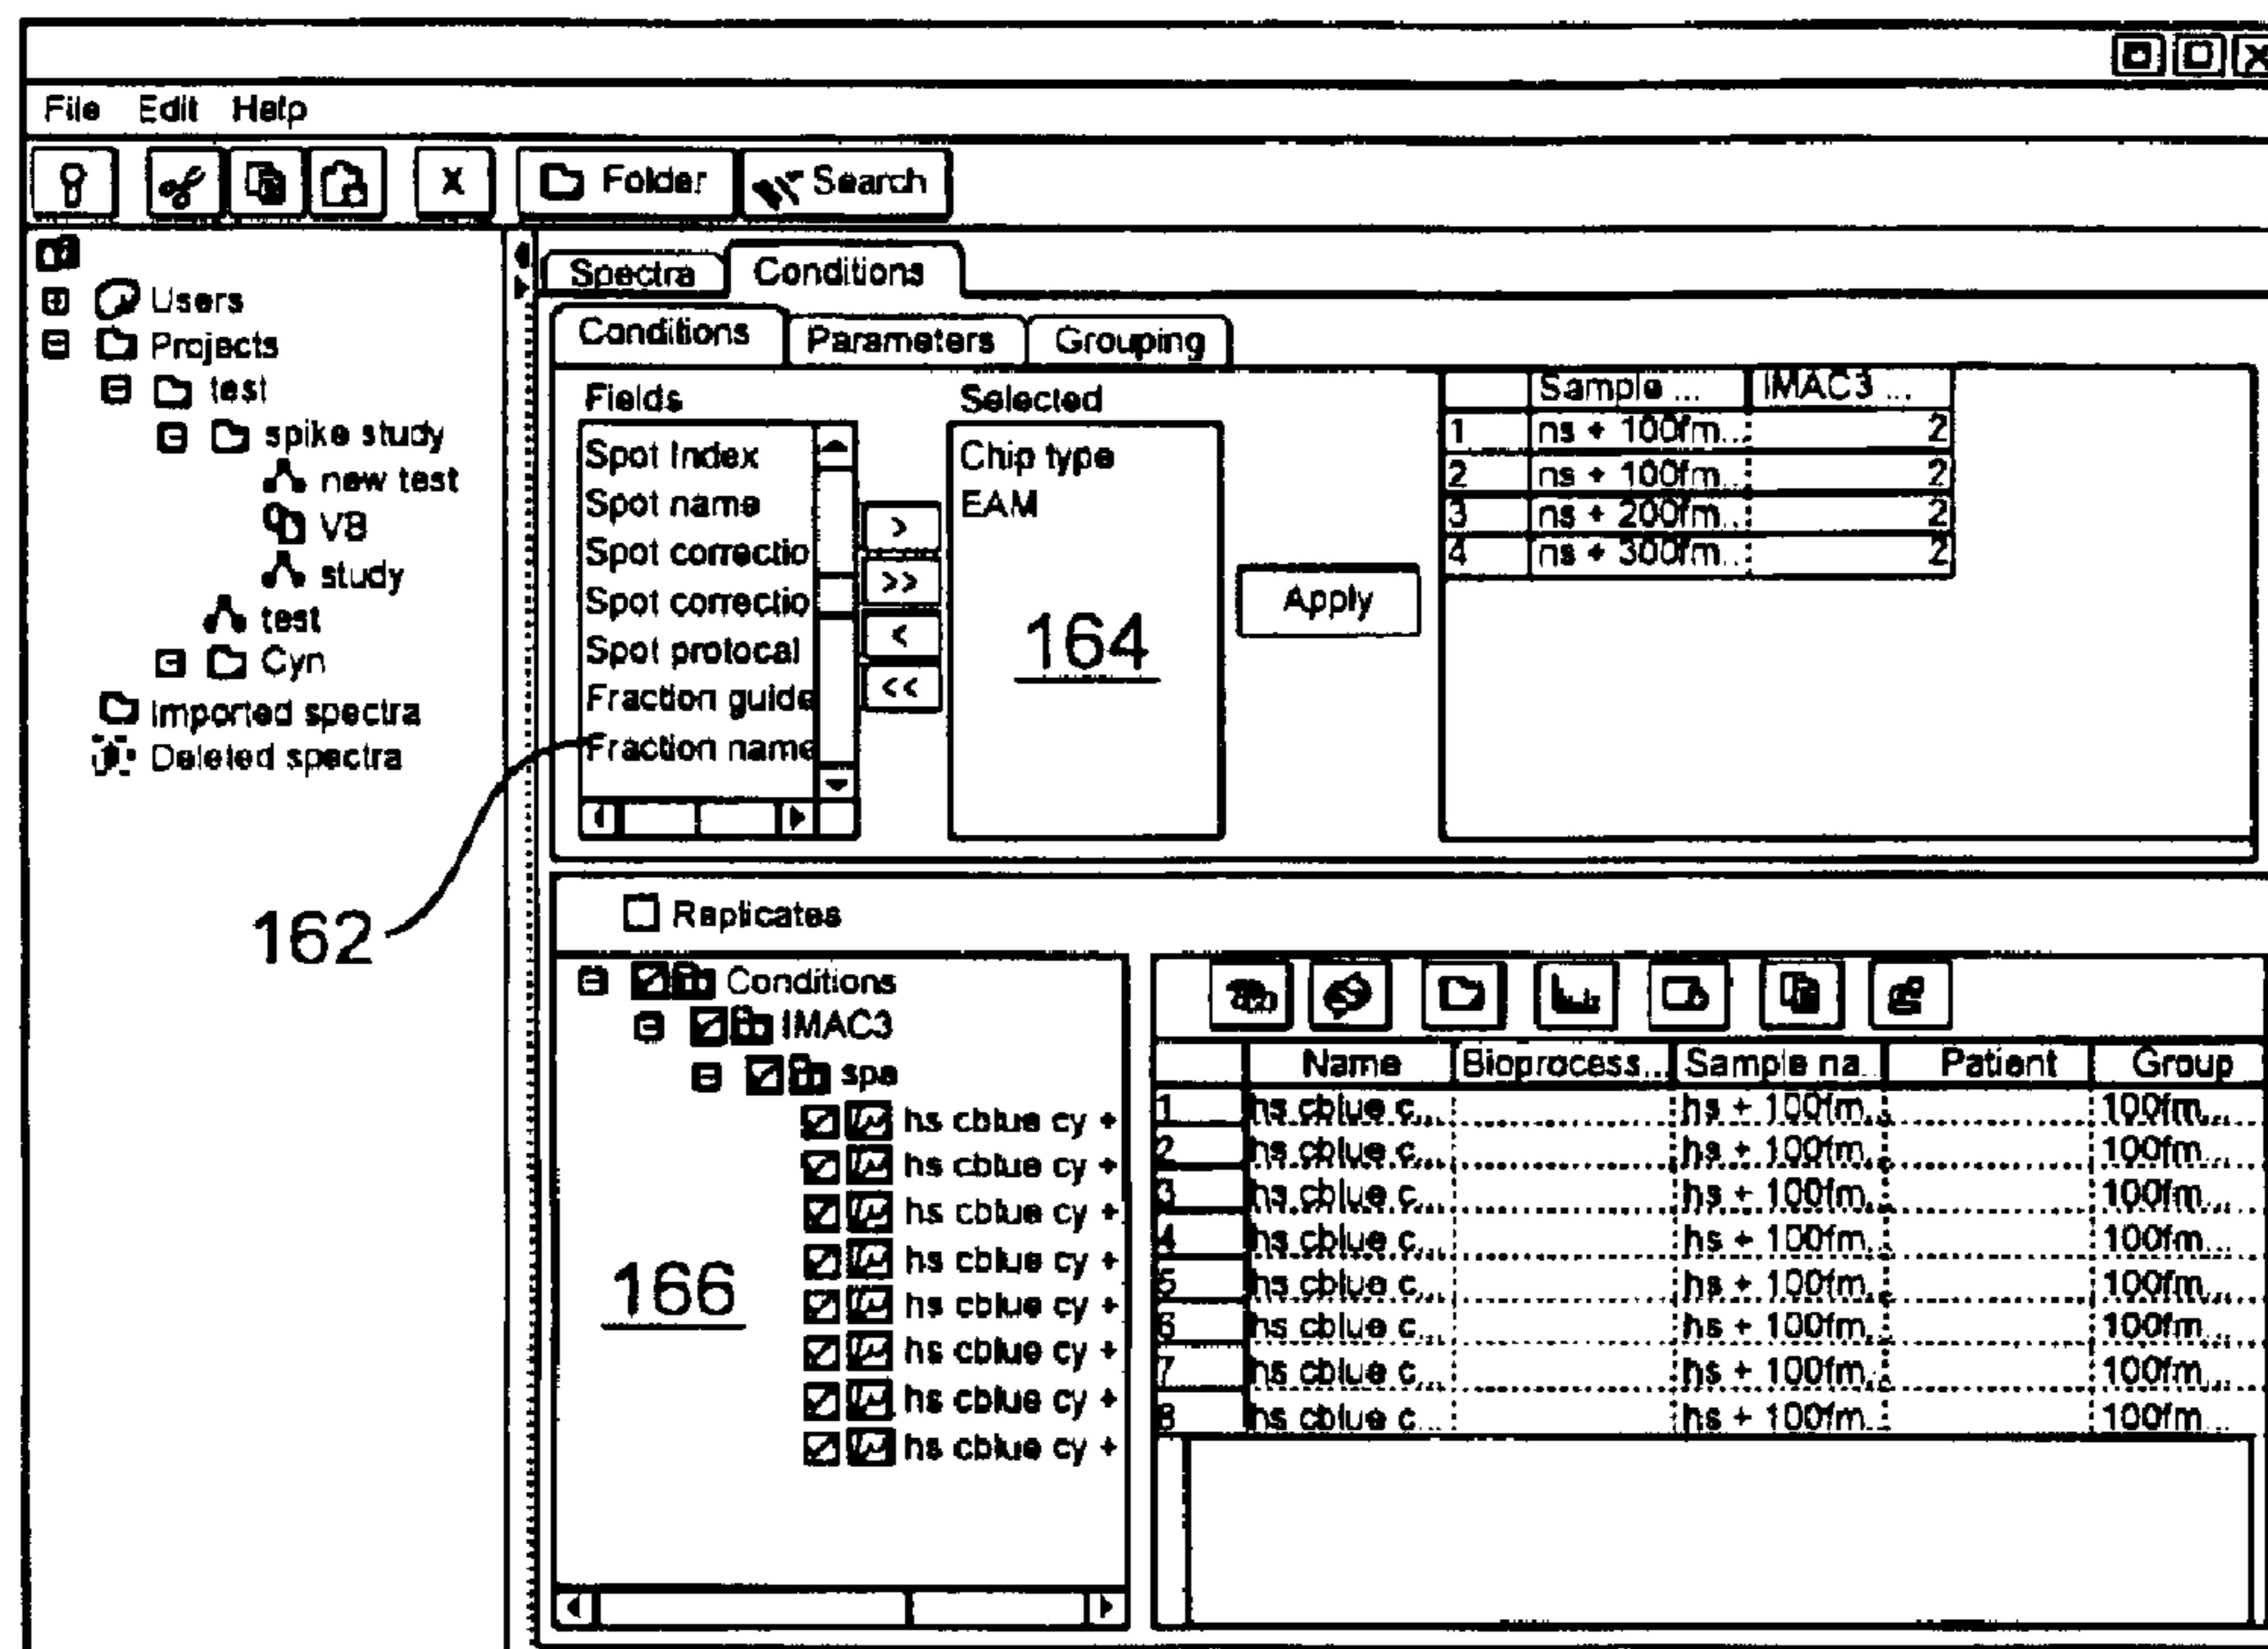 File Edit Help
X Folder Search
Users
Projects
test
spike study
new test
VB
study
test
Cyn
Imported spectra
Deleted spectra
162
Spectra Conditions
Conditions Parameters Grouping
Fields
Spot Index
Spot name
Spot correctio
Spot correctio
Spot protocal
Fraction guide
Fraction name
>
>>
<
<<
Selected
Chip type
EAM
164
Apply
Sample ... IMAC3 ...
1 ns + 100fm... 2
2 ns + 100fm... 2
3 ns + 200fm... 2
4 ns + 300fm... 2
Replicates
Conditions
IMAC3
spa
hs cblue cy +
hs cblue cy +
hs cblue cy +
hs cblue cy +
hs cblue cy +
hs cblue cy +
hs cblue cy +
hs cblue cy +
166
Name Bioprocess... Sample na... Patient Group
1 hs cblue c... hs + 100fm... 100fm...
2 hs cblue c... hs + 100fm... 100fm...
3 hs cblue c... hs + 100fm... 100fm...
4 hs cblue c... hs + 100fm... 100fm...
5 hs cblue c... hs + 100fm... 100fm...
6 hs cblue c... hs + 100fm... 100fm...
7 hs cblue c... hs + 100fm... 100fm...
8 hs cblue c... hs + 100fm... 100fm...